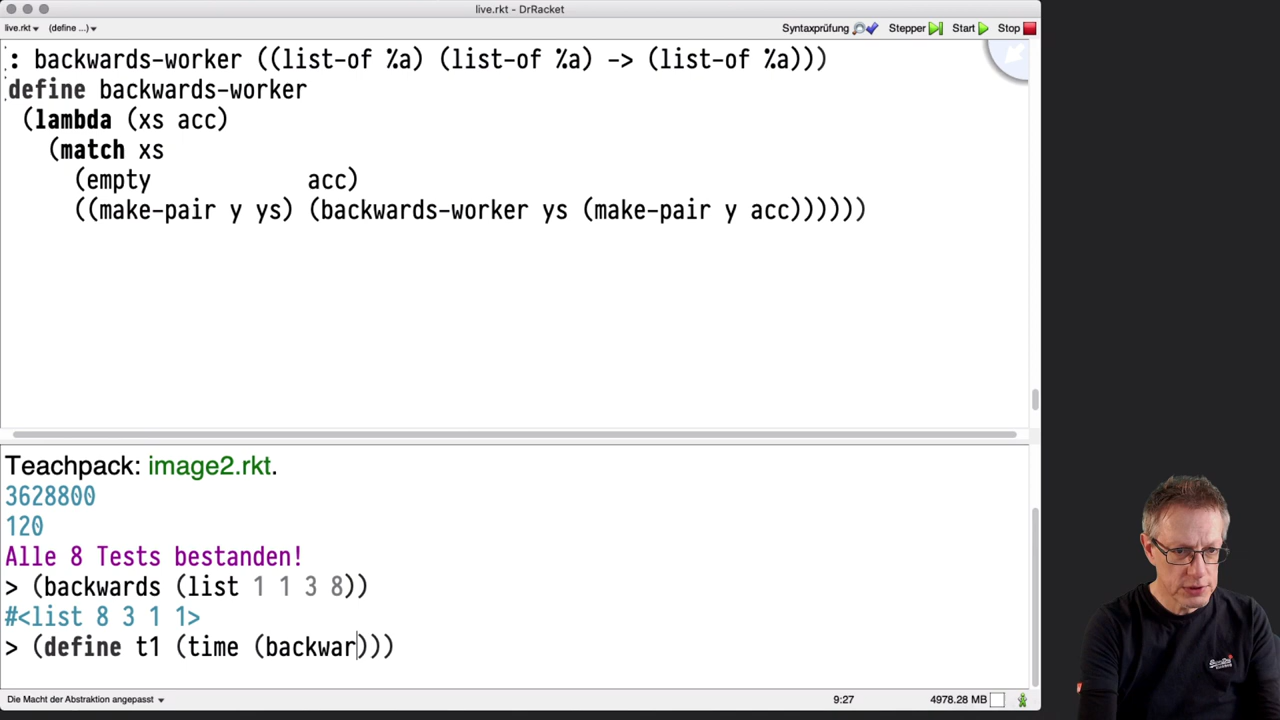 live.rkt - DrRacket
live.rkt (define ...) Syntaxprüfung Stepper Start Stop
: backwards-worker ((list-of %a) (list-of %a) -> (list-of %a)))
define backwards-worker
(lambda (xs acc)
(match xs
(empty acc)
((make-pair y ys) (backwards-worker ys (make-pair y acc))))))
Teachpack: image2.rkt.
3628800
120
Alle 8 Tests bestanden!
> (backwards (list 1 1 3 8))
#<list 8 3 1 1>
> (define t1 (time (backwar)))
Die Macht der Abstraktion angepasst 9:27 4978.28 MB